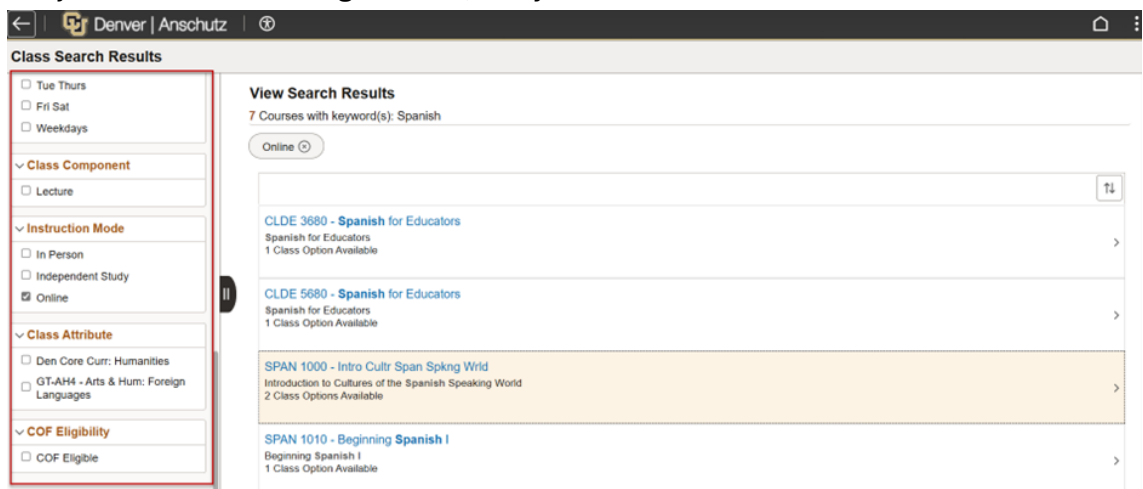 Denver | Anschutz
Class Search Results
Tue Thurs
Fri Sat
Weekdays
Class Component
Lecture
Instruction Mode
In Person
Independent Study
Online
Class Attribute
Den Core Curr: Humanities
GT-AH4 - Arts & Hum: Foreign
Languages
COF Eligibility
COF Eligible
View Search Results
7 Courses with keyword(s): Spanish
Online
CLDE 3680 - Spanish for Educators
Spanish for Educators
1 Class Option Available
CLDE 5680 - Spanish for Educators
Spanish for Educators
1 Class Option Available
SPAN 1000 - Intro Cultr Span Spkng Wrld
Introduction to Cultures of the Spanish Speaking World
2 Class Options Available
SPAN 1010 - Beginning Spanish I
Beginning Spanish I
1 Class Option Available